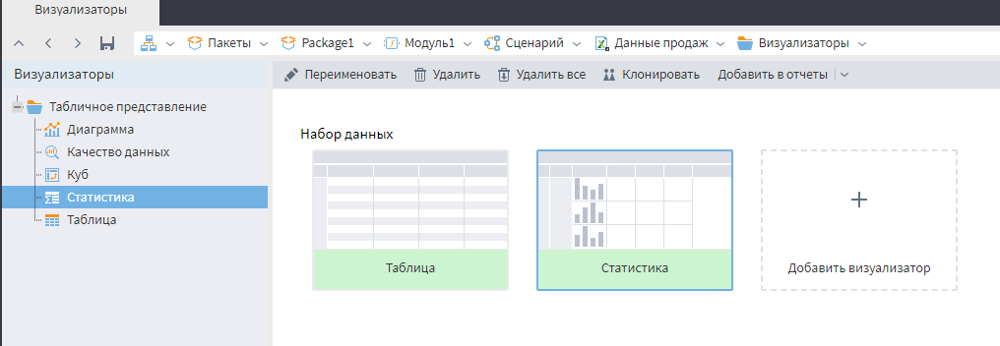 Визуализаторы
Пакеты Package1 Модуль1 Сценарий Данные продаж Визуализаторы
Визуализаторы
Переименовать Удалить Удалить все Клонировать Добавить в отчеты
Табличное представление
Диаграмма
Качество данных
Куб
Статистика
Таблица
Набор данных
Таблица
Статистика
Добавить визуализатор